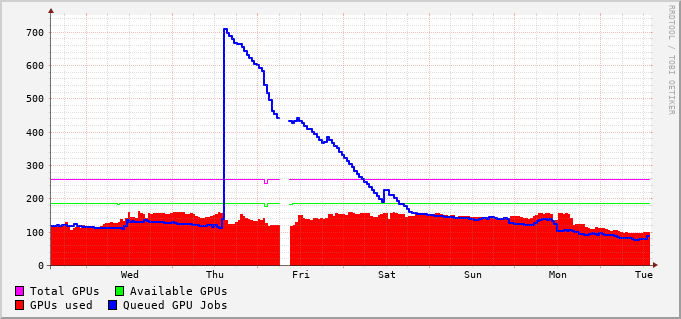 RRDTOOL / TOBI OETIKER
700
600
500
400
300
200
100
0
Wed Thu Fri Sat Sun Mon Tue
Total GPUs Available GPUs
GPUs used Queued GPU Jobs